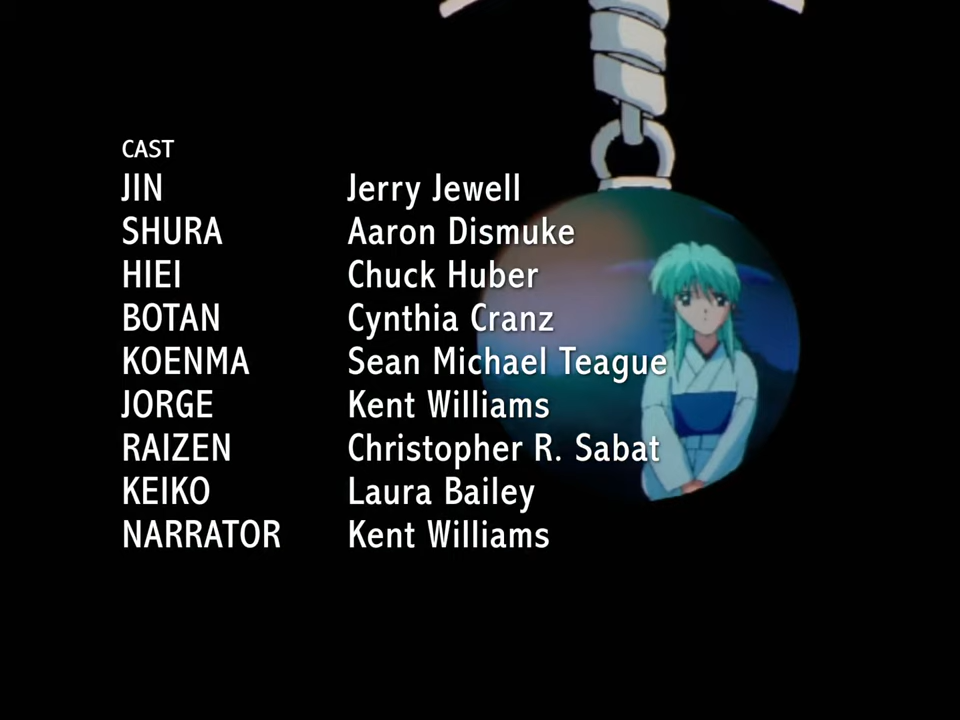 CAST
JIN Jerry Jewell
SHURA Aaron Dismuke
HIEI Chuck Huber
BOTAN Cynthia Cranz
KOENMA Sean Michael Teague
JORGE Kent Williams
RAIZEN Christopher R. Sabat
KEIKO Laura Bailey
NARRATOR Kent Williams